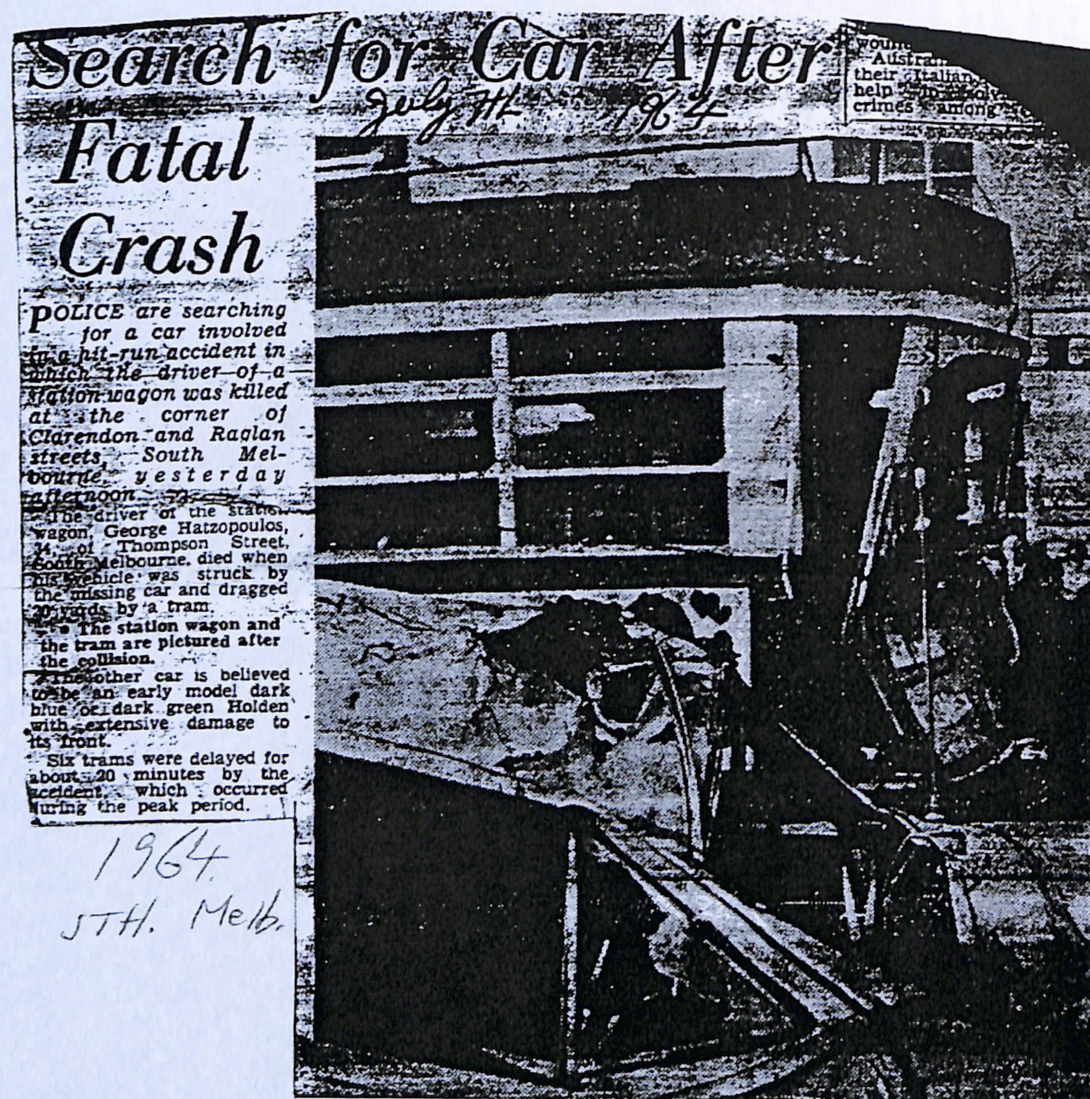 Search for Car After
Fatal
Crash
July 1964
Austra
their Italian
help
crimes among
POLICE are searching
for a car involved
in a hit-run accident in
which the driver of a
station wagon was killed
at the corner of
Clarendon and Raglan
streets, South Mel-
bourne, yesterday
afternoon.
The driver of the station
wagon, George Hatzopoulos,
of Thompson Street,
South Melbourne, died when
his vehicle was struck by
the missing car and dragged
20 yards by a tram.
• The station wagon and
the tram are pictured after
the collision.
The other car is believed
to be an early model dark
blue or dark green Holden
with extensive damage to
its front.
Six trams were delayed for
about 20 minutes by the
accident, which occurred
during the peak period.
1964.
STH. Melb.